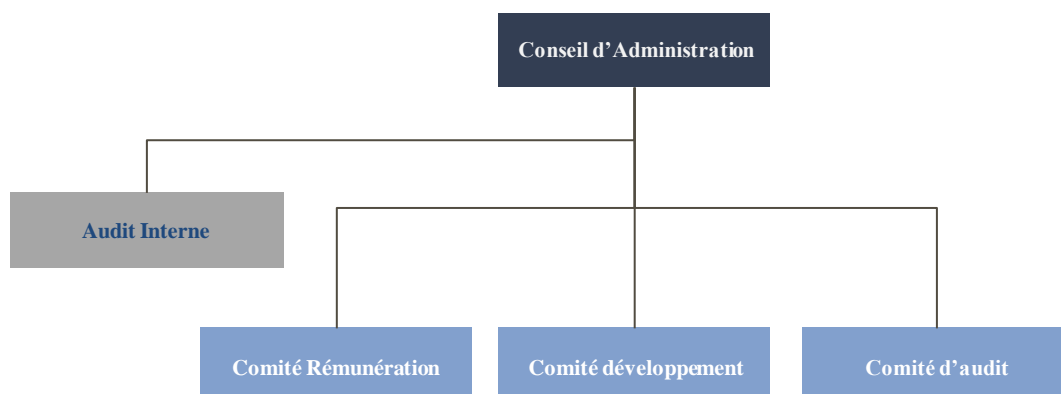 Conseil d’Administration
Audit Interne
Comité Rémunération
Comité développement
Comité d’audit